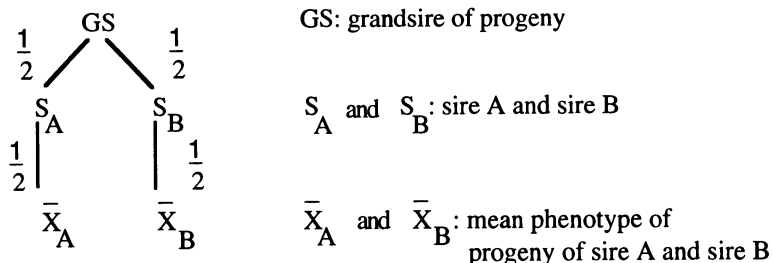 GS GS: grandsire of progeny
1/2 1/2
S_A S_B S_A and S_B: sire A and sire B
1/2 1/2
X̄_A X̄_B X̄_A and X̄_B: mean phenotype of
progeny of sire A and sire B